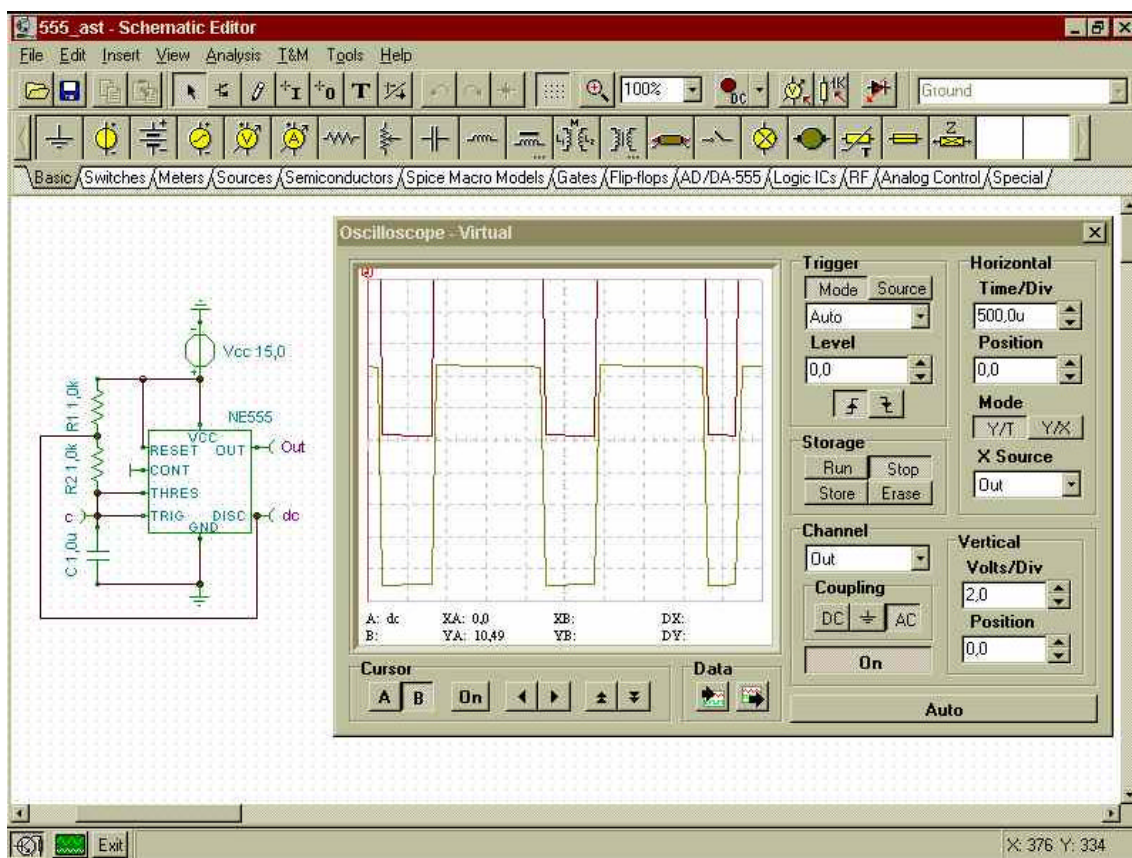 555_ast - Schematic Editor
File Edit Insert View Analysis T&M Tools Help
100%
DC
1K
Ground
Basic Switches Meters Sources Semiconductors Spice Macro Models Gates Flip-flops AD/DA-555 Logic ICs RF Analog Control Special
Vcc 15,0
R1 1,0k
R2 1,0k
C 1,0u
NE555
VCC
RESET OUT
CONT
THRES
TRIG DISC
GND
Out
dc
c
Oscilloscope - Virtual
A: dc XA: 0,0 XB: DX:
B: YA: 10,49 YB: DY:
Cursor
A B On
Data
Trigger
Mode Source
Auto
Level
0,0
Storage
Run Stop
Store Erase
Channel
Out
Coupling
DC AC
On
Horizontal
Time/Div
500,0u
Position
0,0
Mode
Y/T Y/X
X Source
Out
Vertical
Volts/Div
2,0
Position
0,0
Auto
Exit
X: 376 Y: 334